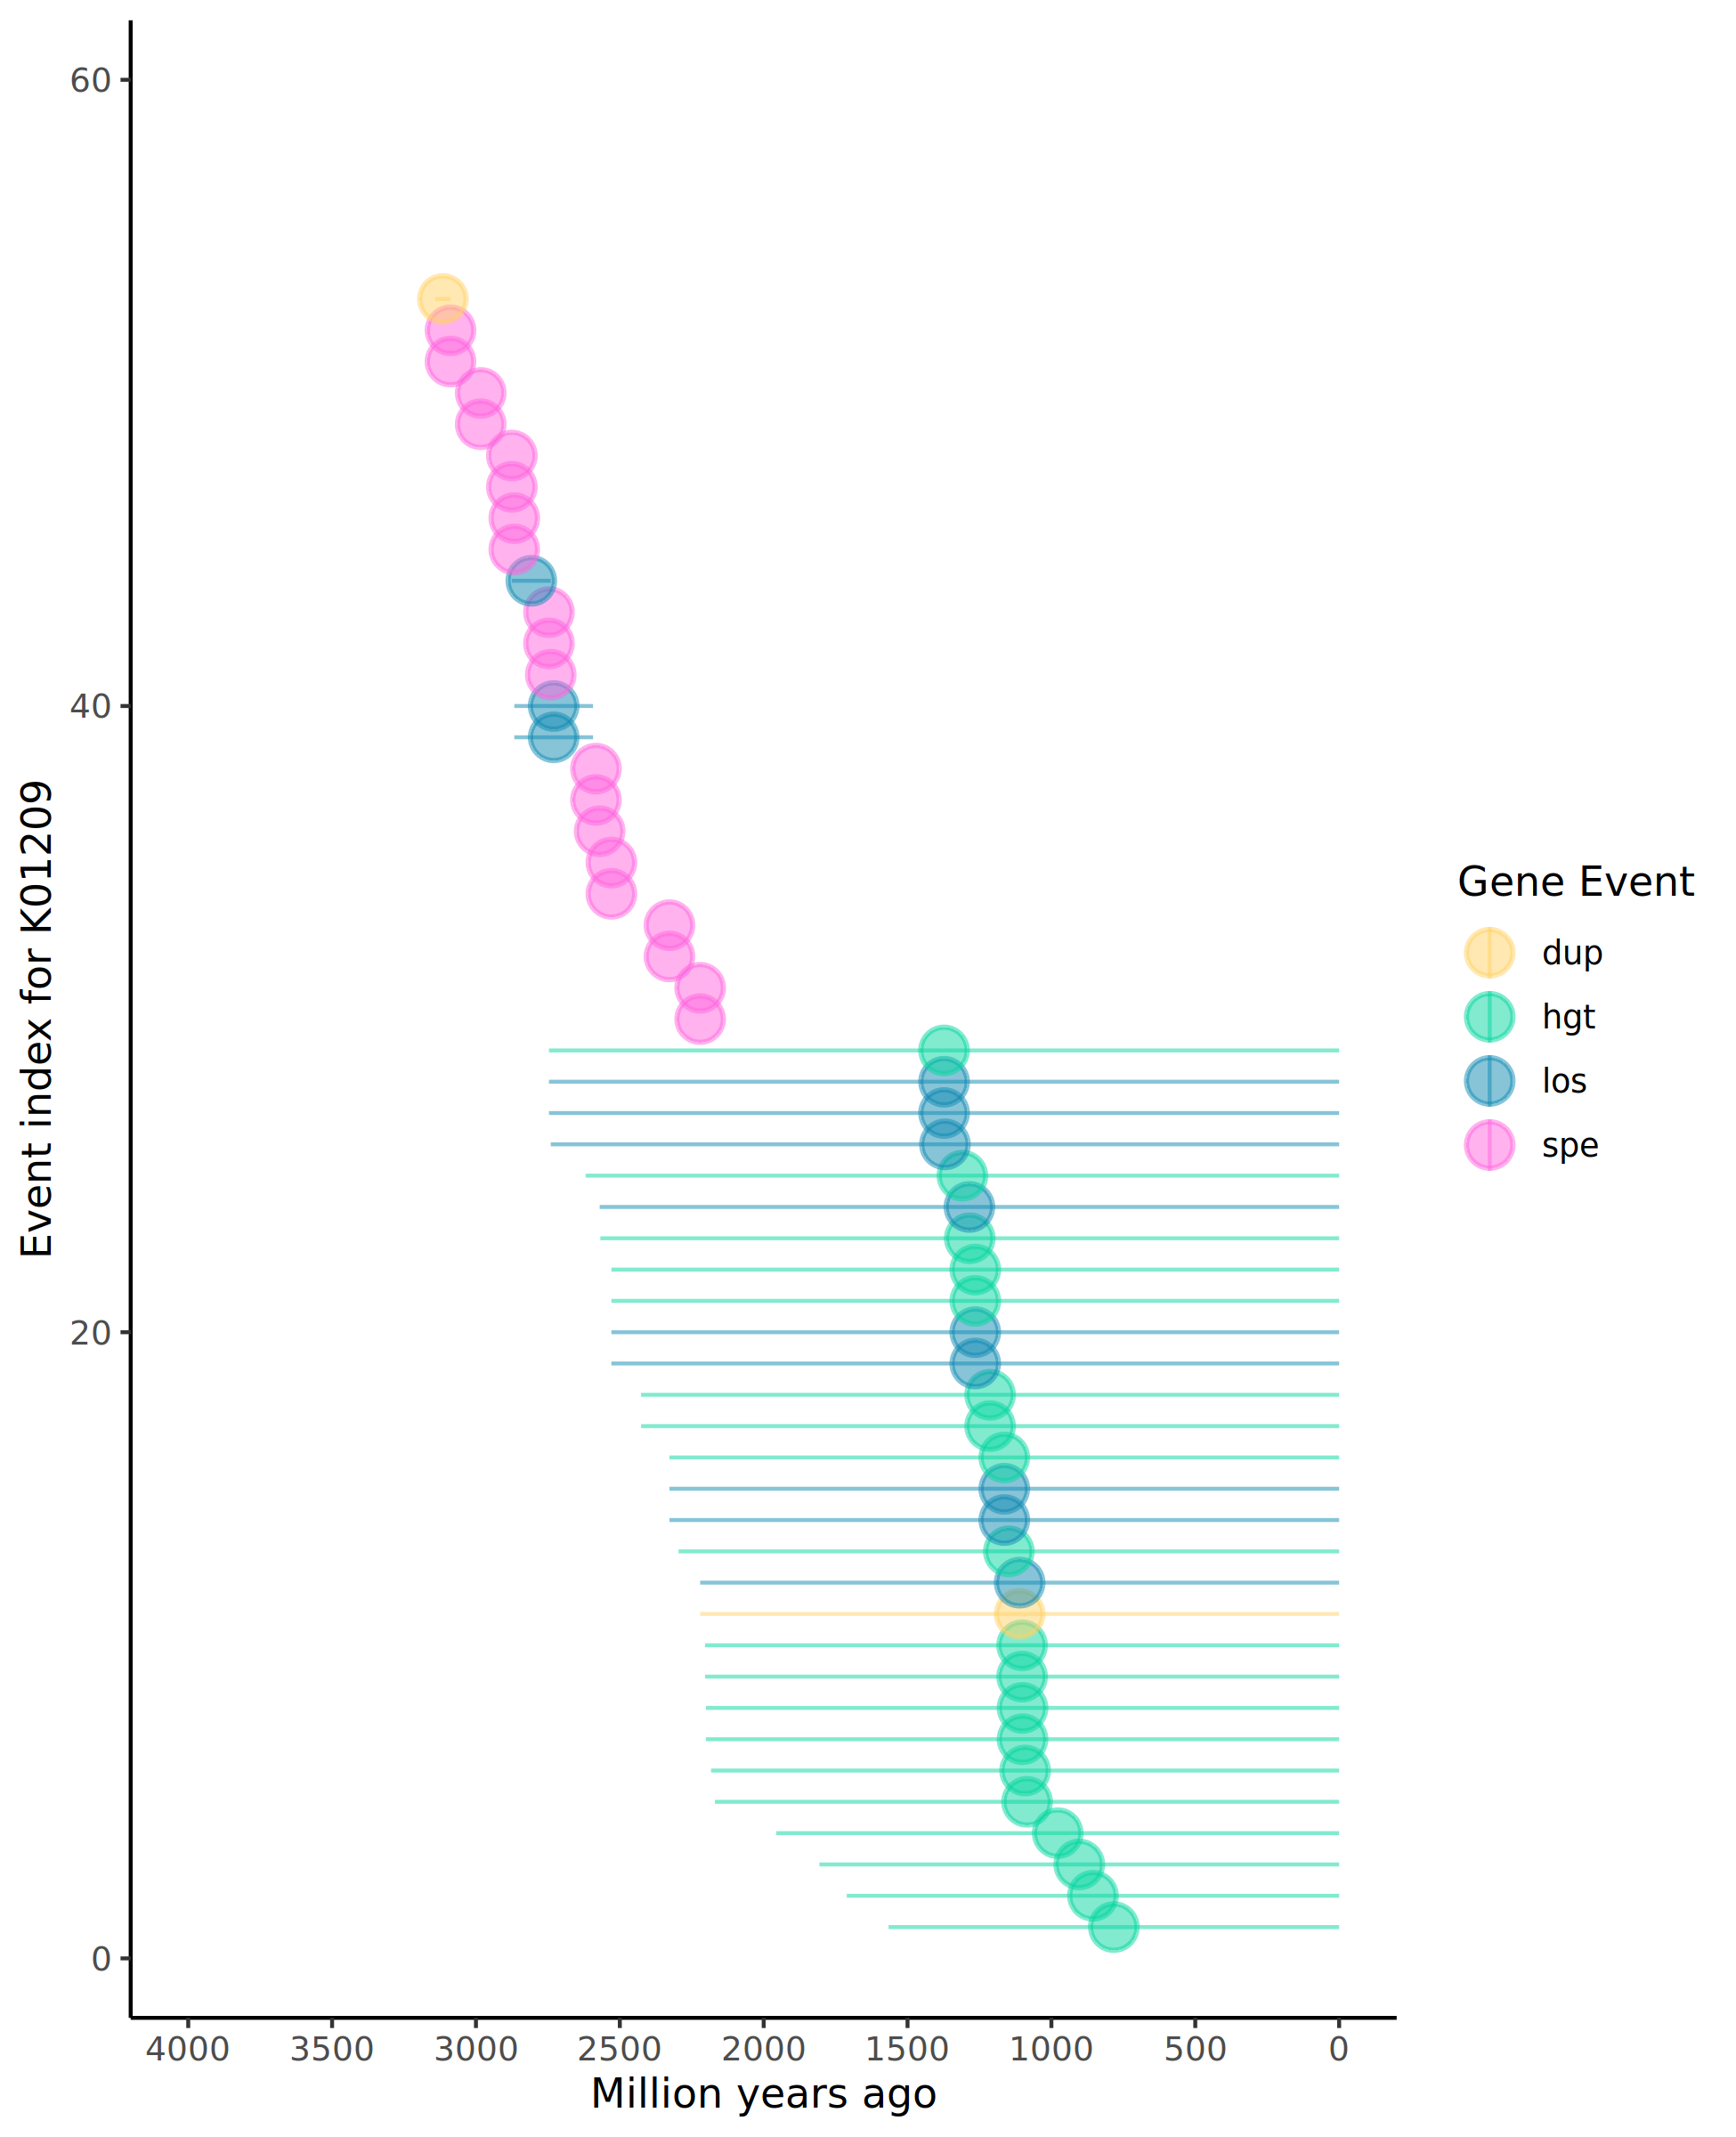 60
40
20
0
Event index for K01209
4000 3500 3000 2500 2000 1500 1000 500 0
Million years ago
Gene Event
dup
hgt
los
spe